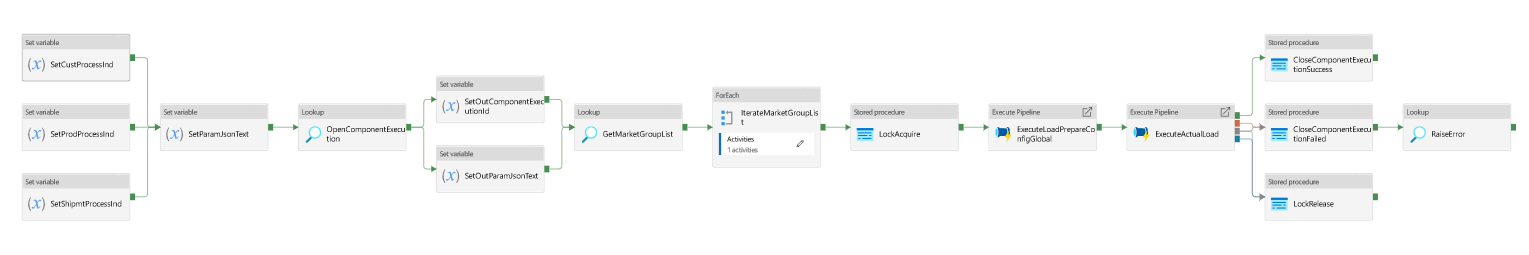 Set variable
(x) SetCustProcessInd
Set variable
(x) SetProdProcessInd
Set variable
(x) SetShipmtProcessInd
Set variable
(x) SetParamJsonText
Lookup
OpenComponentExecu
tion
Set variable
(x) SetOutComponentExec
utionId
Set variable
(x) SetOutParamJsonText
Lookup
GetMarketGroupList
ForEach
IterateMarketGroupLis
t
Activities
1 activities
Stored procedure
LockAcquire
Execute Pipeline
ExecuteLoadPrepareCo
nfigGlobal
Execute Pipeline
ExecuteActualLoad
Stored procedure
CloseComponentExecu
tionSuccess
Stored procedure
CloseComponentExecu
tionFailed
Stored procedure
LockRelease
Lookup
RaiseError